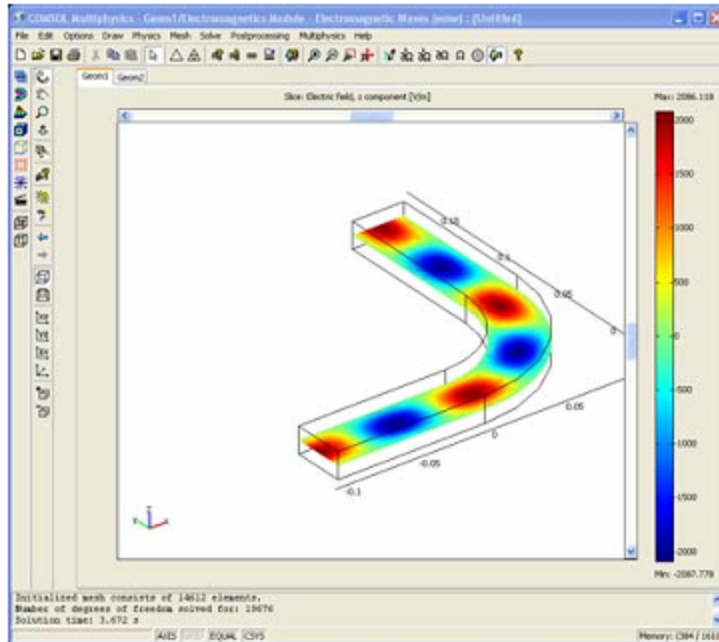 COMSOL Multiphysics - Geom1/Electromagnetics Module - Electromagnetic Waves (emw) : [Untitled]
File Edit Options Draw Physics Mesh Solve Postprocessing Multiphysics Help
Geom1 Geom2
Slice: Electric field, z component [V/m]
Max: 2086.118
2000
1500
1000
500
0
-500
-1000
-1500
-2000
Min: -2087.778
0.1
0.05
0
0.05
0
-0.05
-0.1
z
y
x
Initialized mesh consists of 14612 elements.
Number of degrees of freedom solved for: 19676
Solution time: 3.672 s
AXIS GRID EQUAL CSYS